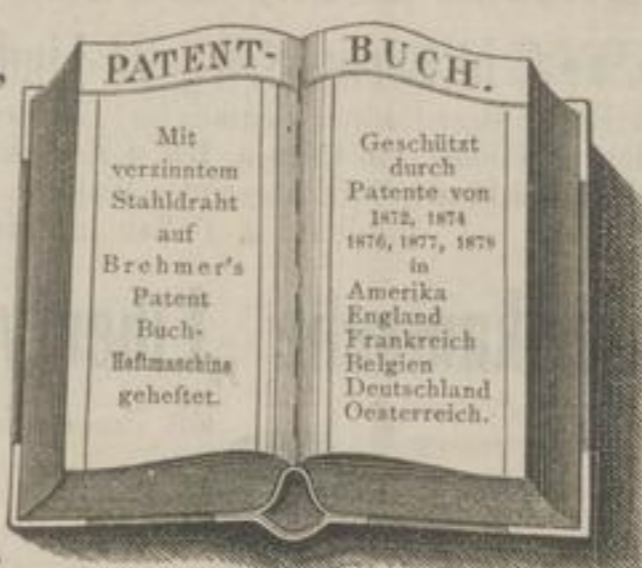 PATENT-
BUCH.
Mit
verzinntem
Stahldraht
auf
Brehmer's
Patent
Buch-
Heftmaschine
geheftet.
Geschützt
durch
Patente von
1872, 1874
1876, 1877, 1878
in
Amerika
England
Frankreich
Belgien
Deutschland
Oesterreich.